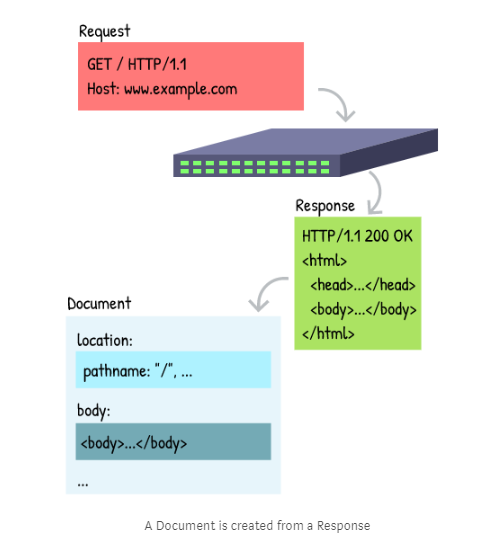 Request
GET / HTTP/1.1
Host: www.example.com
Response
HTTP/1.1 200 OK
<html>
<head>...</head>
<body>...</body>
</html>
Document
location:
pathname: "/", ...
body:
<body>...</body>
...
A Document is created from a Response